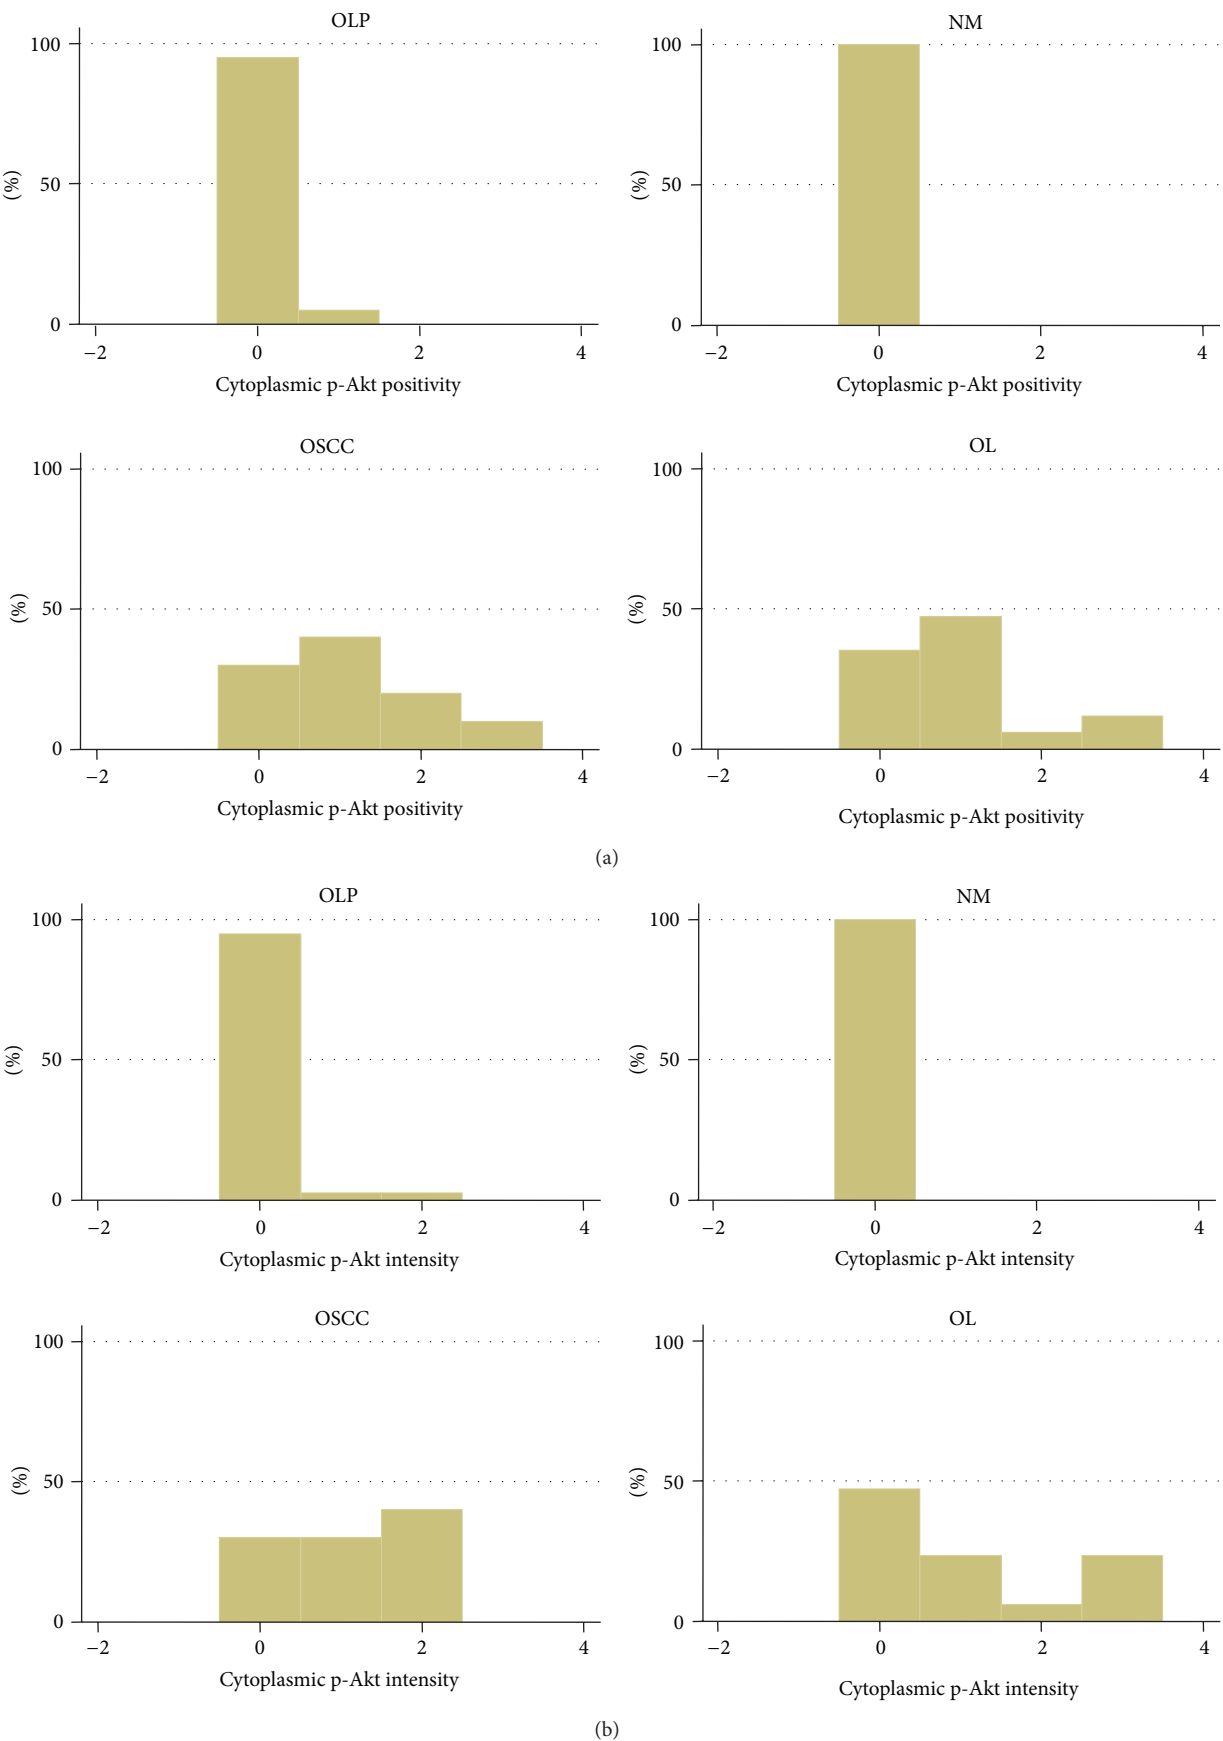 OLP
100
50
0
(%)
−2 0 2 4
Cytoplasmic p-Akt positivity
NM
100
50
0
(%)
−2 0 2 4
Cytoplasmic p-Akt positivity
OSCC
100
50
0
(%)
−2 0 2 4
Cytoplasmic p-Akt positivity
OL
100
50
0
(%)
−2 0 2 4
Cytoplasmic p-Akt positivity
(a)
OLP
100
50
0
(%)
−2 0 2 4
Cytoplasmic p-Akt intensity
NM
100
50
0
(%)
−2 0 2 4
Cytoplasmic p-Akt intensity
OSCC
100
50
0
(%)
−2 0 2 4
Cytoplasmic p-Akt intensity
OL
100
50
0
(%)
−2 0 2 4
Cytoplasmic p-Akt intensity
(b)